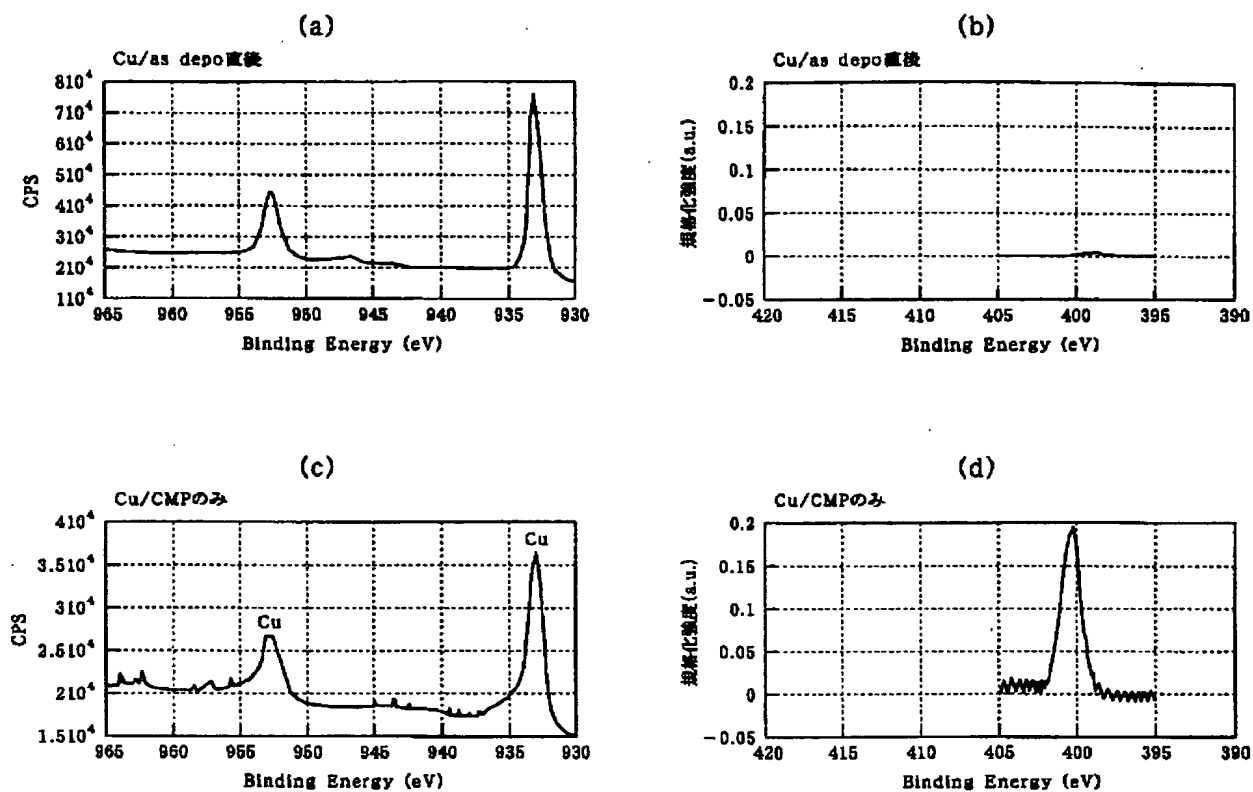 (a)
Cu/as depo直後
CPS
810⁴
710⁴
610⁴
510⁴
410⁴
310⁴
210⁴
110⁴
965 960 955 950 945 940 935 930
Binding Energy (eV)
(b)
Cu/as depo直後
規格化強度(a.u.)
0.2
0.15
0.1
0.05
0
-0.05
420 415 410 405 400 395 390
Binding Energy (eV)
(c)
Cu/CMPのみ
CPS
410⁴
3.510⁴
310⁴
2.510⁴
210⁴
1.510⁴
Cu
Cu
965 960 955 950 945 940 935 930
Binding Energy (eV)
(d)
Cu/CMPのみ
規格化強度(a.u.)
0.2
0.15
0.1
0.05
0
-0.05
420 415 410 405 400 395 390
Binding Energy (eV)